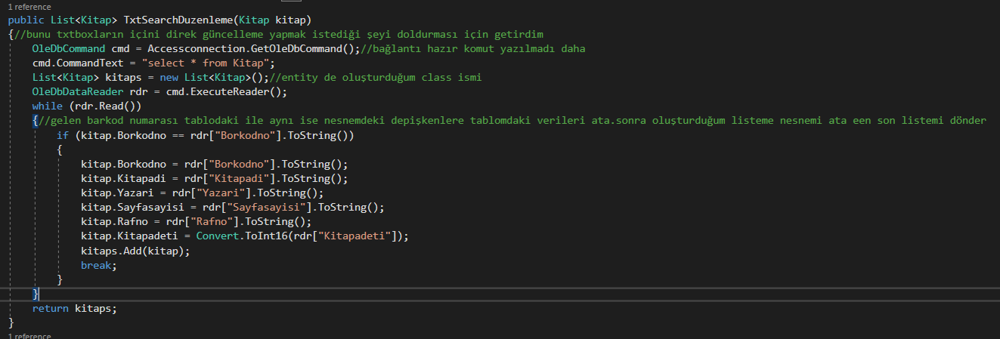 1 reference
public List<Kitap> TxtSearchDuzenleme(Kitap kitap)
{//bunu txtboxların içini direk güncelleme yapmak istediği şeyi doldurması için getirdim
    OleDbCommand cmd = Accessconnection.GetOleDbCommand();//bağlantı hazır komut yazılmadı daha
    cmd.CommandText = "select * from Kitap";
    List<Kitap> kitaps = new List<Kitap>();//entity de oluşturduğum class ismi
    OleDbDataReader rdr = cmd.ExecuteReader();
    while (rdr.Read())
    {//gelen barkod numarası tablodaki ile aynı ise nesnemdeki depişkenlere tablomdaki verileri ata.sonra oluşturduğum listeme nesnemi ata een son listemi dönder
        if (kitap.Borkodno == rdr["Borkodno"].ToString())
        {
            kitap.Borkodno = rdr["Borkodno"].ToString();
            kitap.Kitapadi = rdr["Kitapadi"].ToString();
            kitap.Yazari = rdr["Yazari"].ToString();
            kitap.Sayfasayisi = rdr["Sayfasayisi"].ToString();
            kitap.Rafno = rdr["Rafno"].ToString();
            kitap.Kitapadeti = Convert.ToInt16(rdr["Kitapadeti"]);
            kitaps.Add(kitap);
            break;
        }
    }
    return kitaps;
}
1 reference